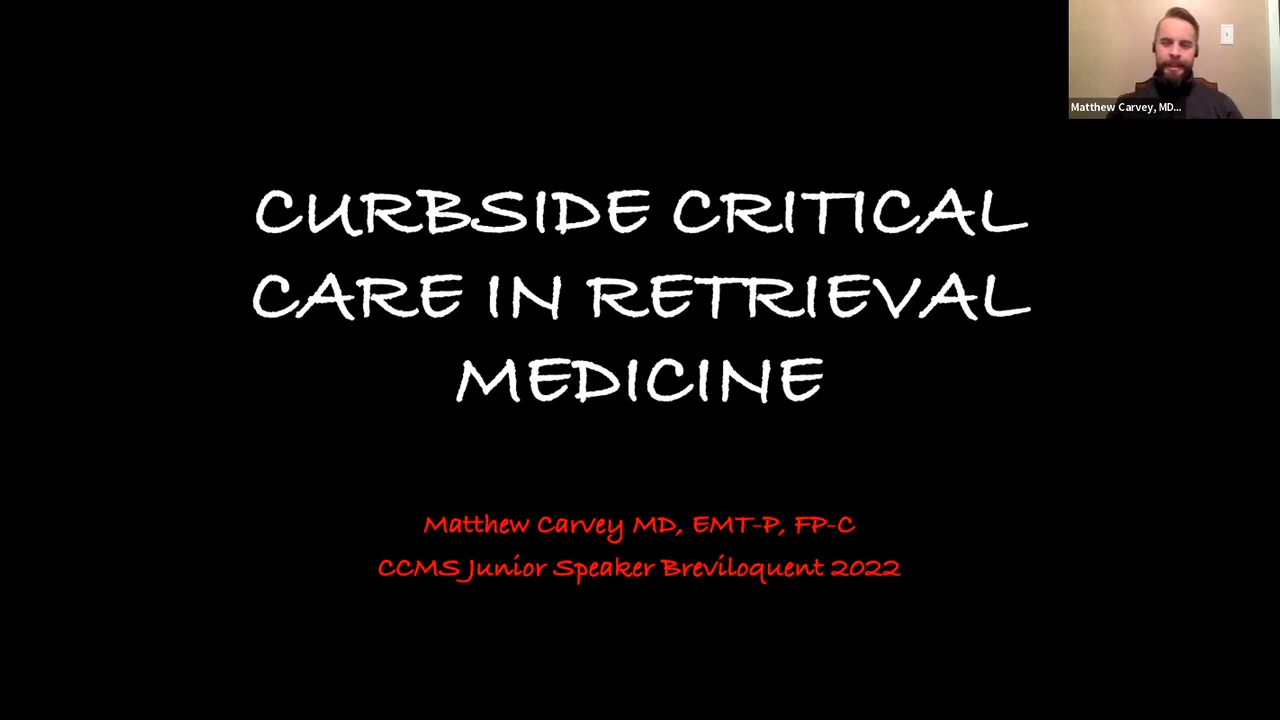 Matthew Carvey, MD...
CURBSIDE CRITICAL
CARE IN RETRIEVAL
MEDICINE
Matthew Carvey MD, EMT-P, FP-C
CCMS Junior Speaker Breviloquent 2022